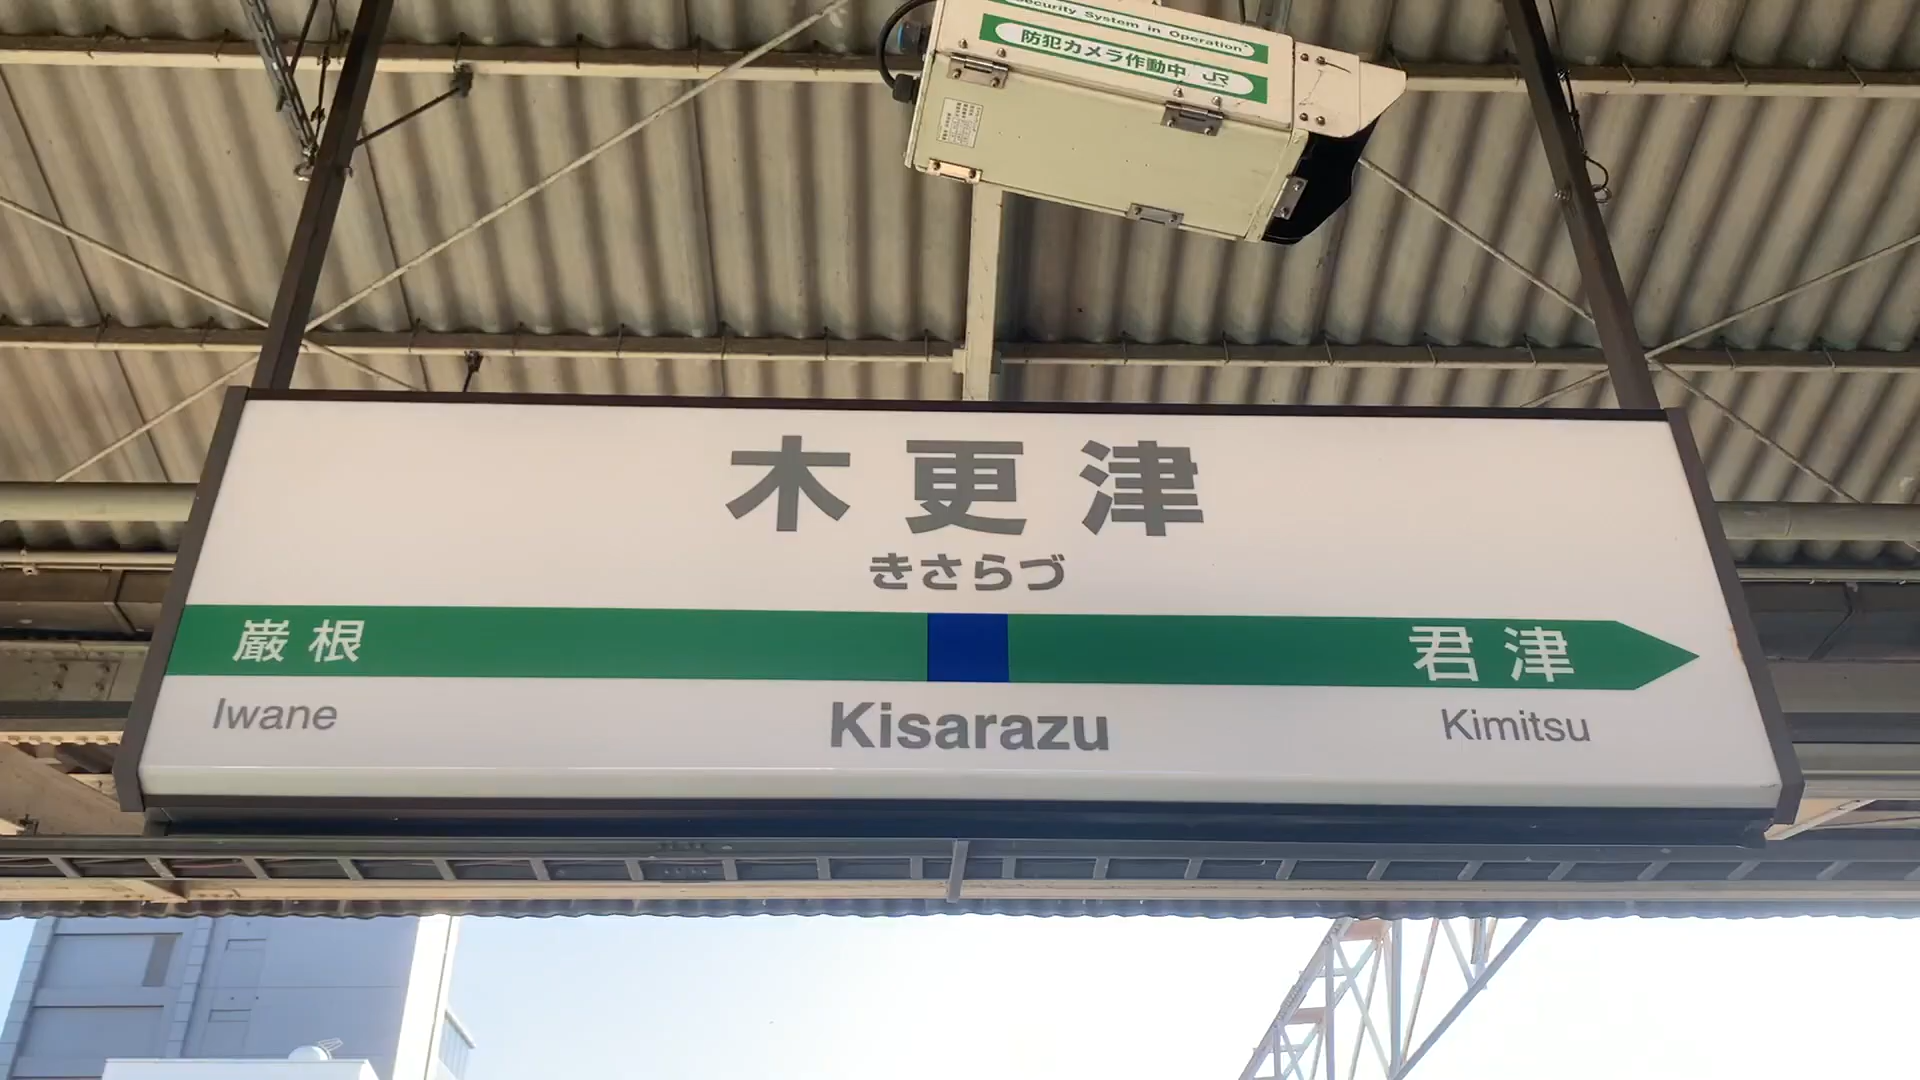 Security System in Operation
防犯カメラ作動中 JR
木更津
きさらづ
巌根 君津
Iwane Kisarazu Kimitsu